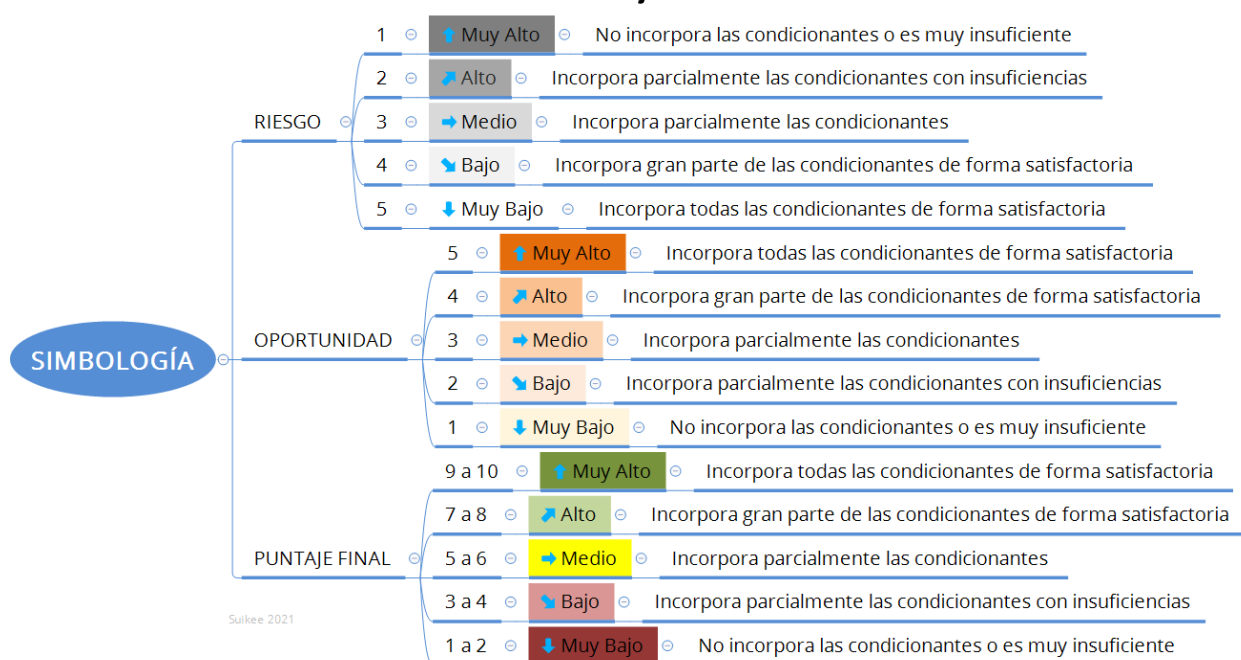 1 Muy Alto No incorpora las condicionantes o es muy insuficiente
2 Alto Incorpora parcialmente las condicionantes con insuficiencias
RIESGO 3 Medio Incorpora parcialmente las condicionantes
4 Bajo Incorpora gran parte de las condicionantes de forma satisfactoria
5 Muy Bajo Incorpora todas las condicionantes de forma satisfactoria
5 Muy Alto Incorpora todas las condicionantes de forma satisfactoria
4 Alto Incorpora gran parte de las condicionantes de forma satisfactoria
OPORTUNIDAD 3 Medio Incorpora parcialmente las condicionantes
SIMBOLOGÍA
2 Bajo Incorpora parcialmente las condicionantes con insuficiencias
1 Muy Bajo No incorpora las condicionantes o es muy insuficiente
9 a 10 Muy Alto Incorpora todas las condicionantes de forma satisfactoria
7 a 8 Alto Incorpora gran parte de las condicionantes de forma satisfactoria
PUNTAJE FINAL 5 a 6 Medio Incorpora parcialmente las condicionantes
3 a 4 Bajo Incorpora parcialmente las condicionantes con insuficiencias
Suikee 2021
1 a 2 Muy Bajo No incorpora las condicionantes o es muy insuficiente